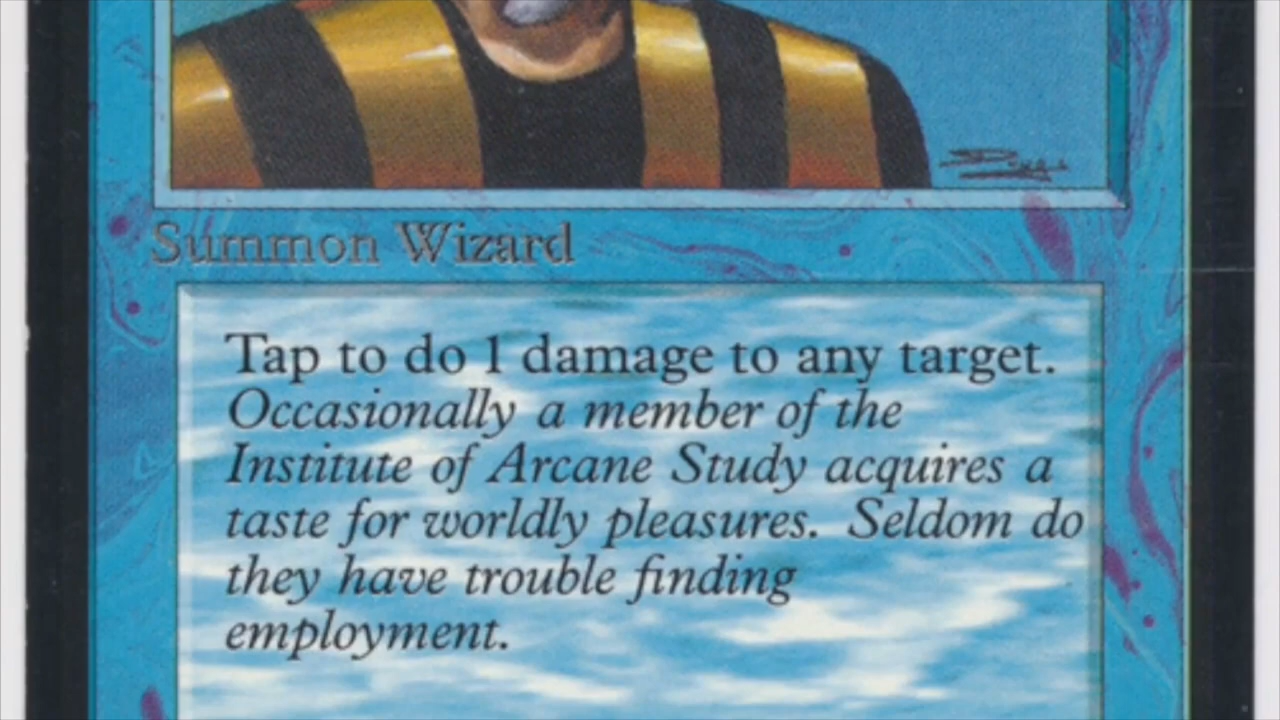 Summon Wizard
Tap to do 1 damage to any target.
Occasionally a member of the
Institute of Arcane Study acquires a
taste for worldly pleasures. Seldom do
they have trouble finding
employment.